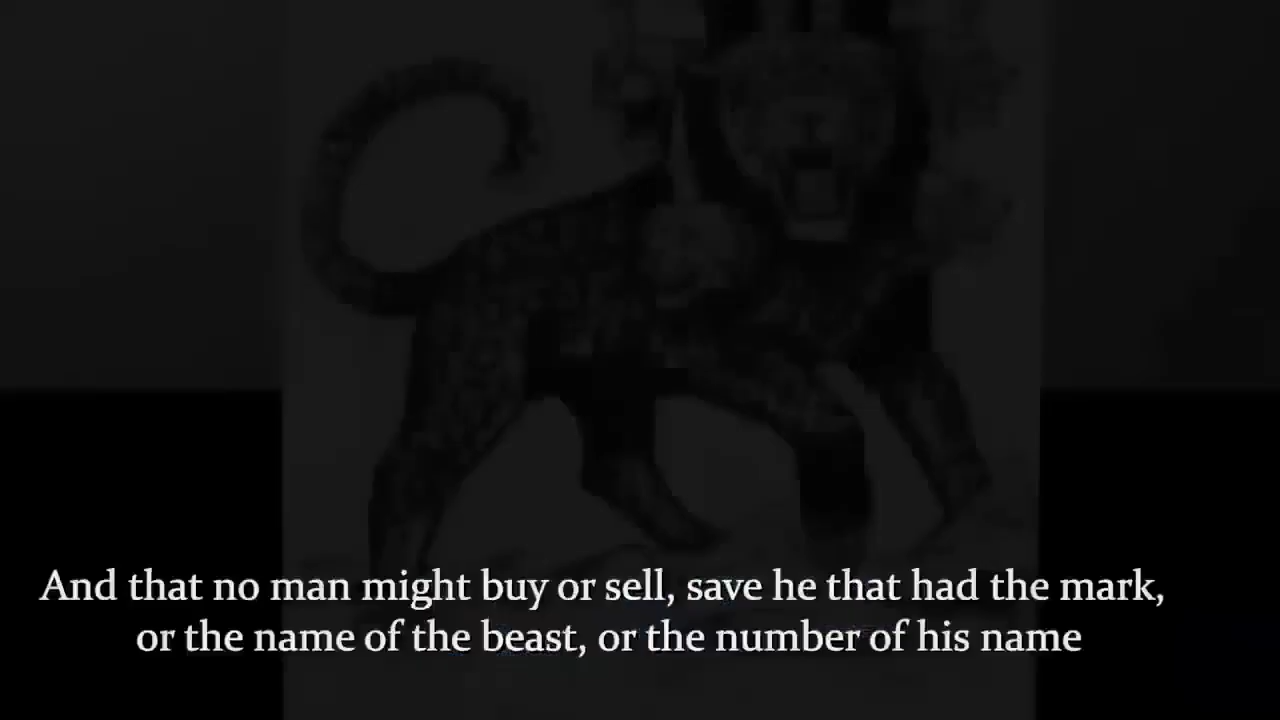 And that no man might buy or sell, save he that had the mark,
or the name of the beast, or the number of his name